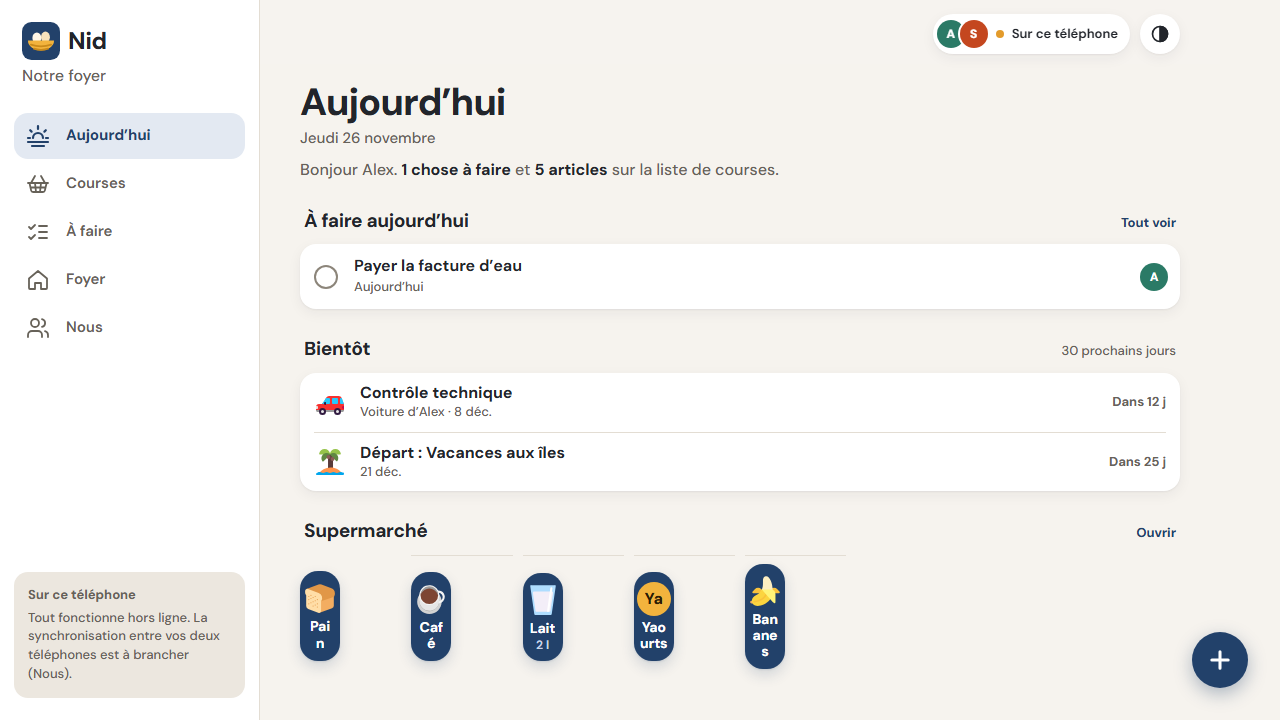 Nid
Notre foyer
Aujourd’hui
Courses
À faire
Foyer
Nous
Sur ce téléphone
Tout fonctionne hors ligne. La
synchronisation entre vos deux
téléphones est à brancher
(Nous).
A S Sur ce téléphone
Aujourd’hui
Jeudi 26 novembre
Bonjour Alex. 1 chose à faire et 5 articles sur la liste de courses.
À faire aujourd’hui Tout voir
Payer la facture d’eau
Aujourd’hui
A
Bientôt 30 prochains jours
Contrôle technique
Voiture d’Alex · 8 déc.
Dans 12 j
Départ : Vacances aux îles
21 déc.
Dans 25 j
Supermarché Ouvrir
Pai
n
Caf
é
Lait
2 l
Ya
Yao
urts
Ban
ane
s